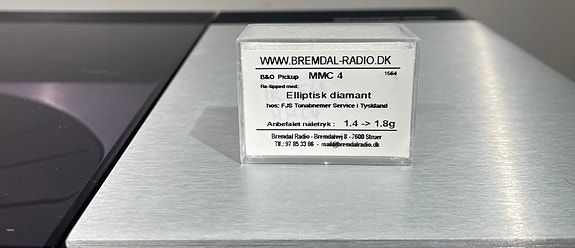 WWW.BREMDAL-RADIO.DK
B&O Pickup MMC 4 1564
Re-tipped med:
Elliptisk diamant
hos: FJS Tonabnemer Service i Tyskland
Anbefalet nåletryk : 1.4 -> 1.8g
Bremdal Radio - Bremdalvej 8 - 7600 Struer
Tlf.: 97 85 33 66 - mail@bremdalradio.dk